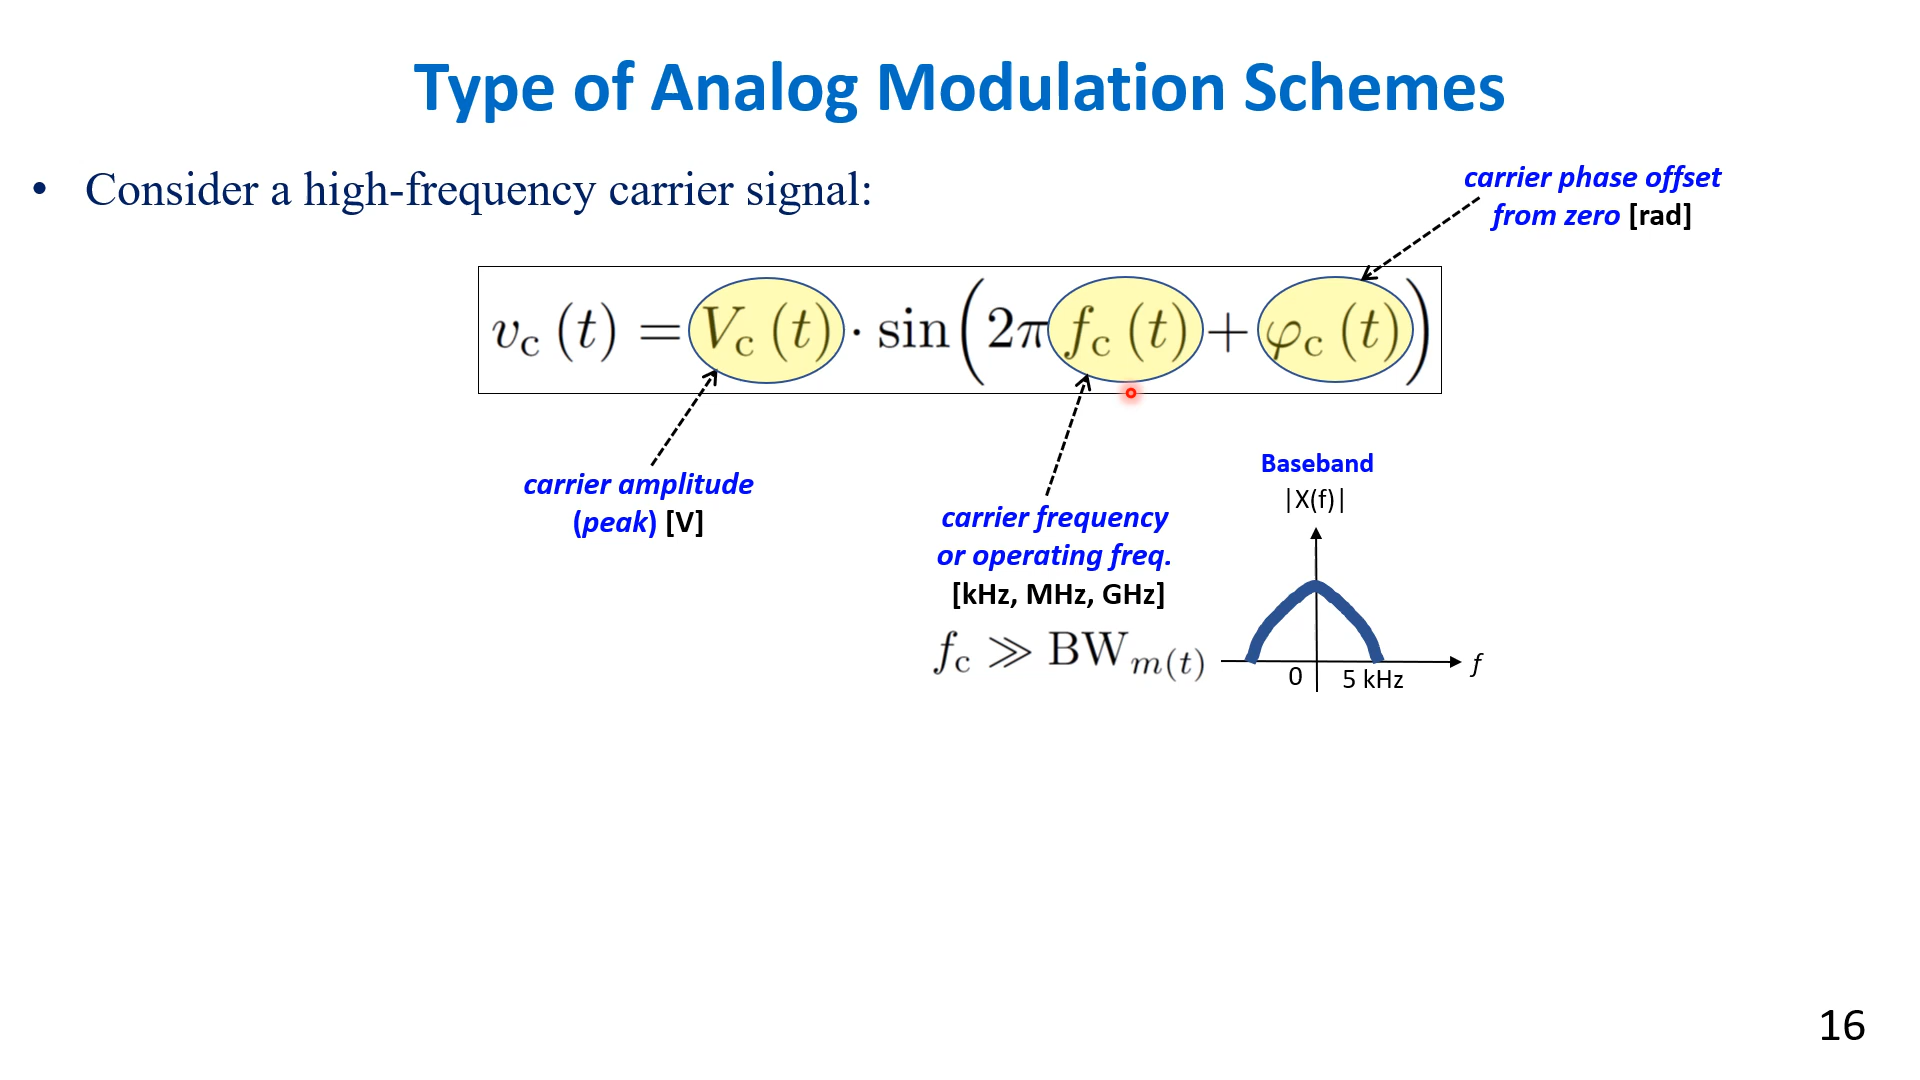 Type of Analog Modulation Schemes
• Consider a high-frequency carrier signal:
carrier phase offset
from zero [rad]
v_c (t) = V_c (t) · sin(2π f_c (t) + φ_c (t))
carrier amplitude
(peak) [V]
carrier frequency
or operating freq.
[kHz, MHz, GHz]
f_c ≫ BW_m(t)
Baseband
|X(f)|
f
0
5 kHz
16